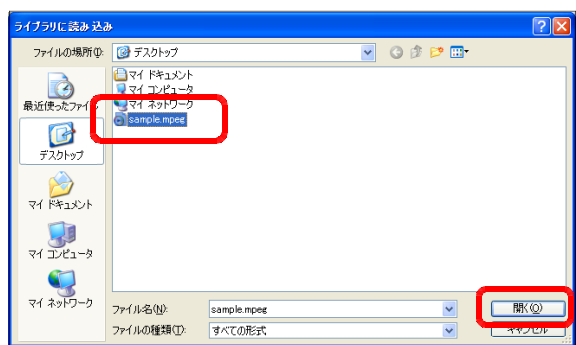 ライブラリに読み込み
ファイルの場所(I):
デスクトップ
マイ ドキュメント
マイ コンピュータ
マイ ネットワーク
sample.mpeg
最近使ったファイル
デスクトップ
マイ ドキュメント
マイ コンピュータ
マイ ネットワーク
ファイル名(N):
sample.mpeg
開く(O)
ファイルの種類(T):
すべての形式
キャンセル